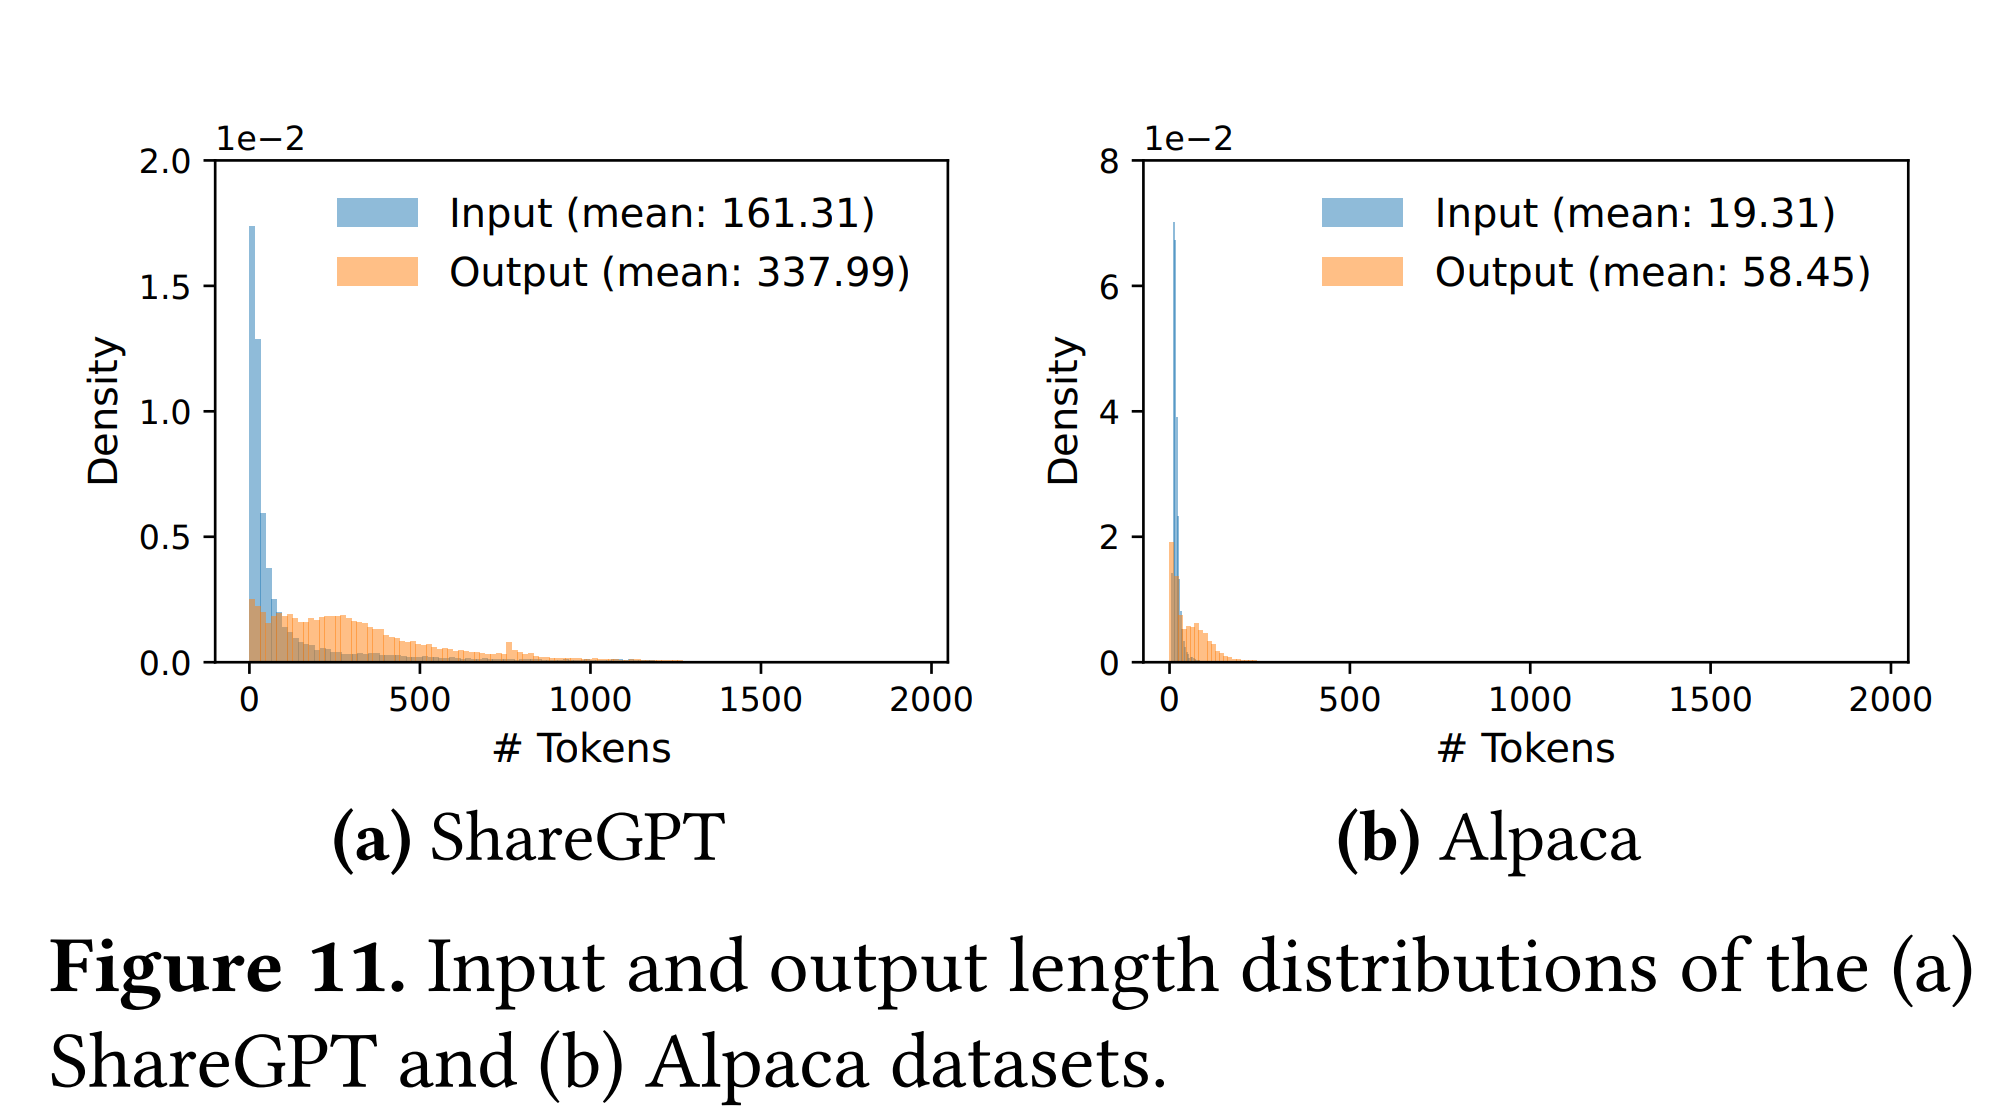 1e−2
2.0
1.5
1.0
0.5
0.0
Density
Input (mean: 161.31)
Output (mean: 337.99)
0 500 1000 1500 2000
# Tokens
(a) ShareGPT
1e−2
8
6
4
2
0
Density
Input (mean: 19.31)
Output (mean: 58.45)
0 500 1000 1500 2000
# Tokens
(b) Alpaca
Figure 11. Input and output length distributions of the (a)
ShareGPT and (b) Alpaca datasets.